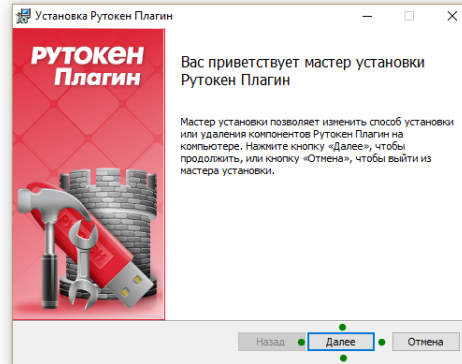 Установка Рутокен Плагин
РУТОКЕН
Плагин
Вас приветствует мастер установки
Рутокен Плагин
Мастер установки позволяет изменить способ установки
или удаления компонентов Рутокен Плагин на
компьютере. Нажмите кнопку «Далее», чтобы
продолжить, или кнопку «Отмена», чтобы выйти из
мастера установки.
Назад Далее Отмена